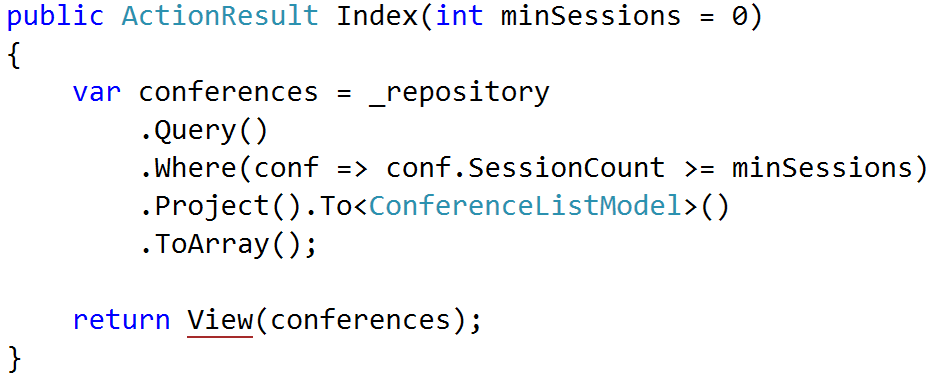 public ActionResult Index(int minSessions = 0)
{
    var conferences = _repository
        .Query()
        .Where(conf => conf.SessionCount >= minSessions)
        .Project().To<ConferenceListModel>()
        .ToArray();

    return View(conferences);
}